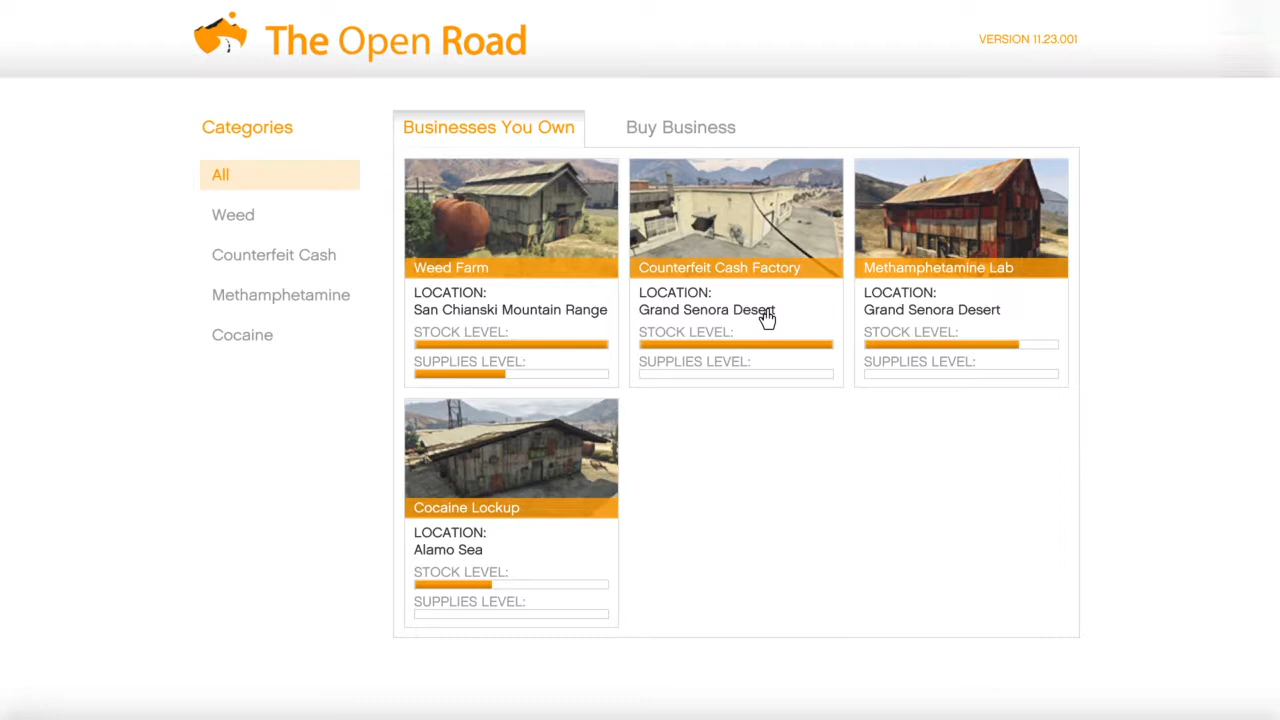 The Open Road
VERSION 11.23.001
Categories
All
Weed
Counterfeit Cash
Methamphetamine
Cocaine
Businesses You Own
Buy Business
Weed Farm
LOCATION:
San Chianski Mountain Range
STOCK LEVEL:
SUPPLIES LEVEL:
Counterfeit Cash Factory
LOCATION:
Grand Senora Desert
STOCK LEVEL:
SUPPLIES LEVEL:
Methamphetamine Lab
LOCATION:
Grand Senora Desert
STOCK LEVEL:
SUPPLIES LEVEL:
Cocaine Lockup
LOCATION:
Alamo Sea
STOCK LEVEL:
SUPPLIES LEVEL: